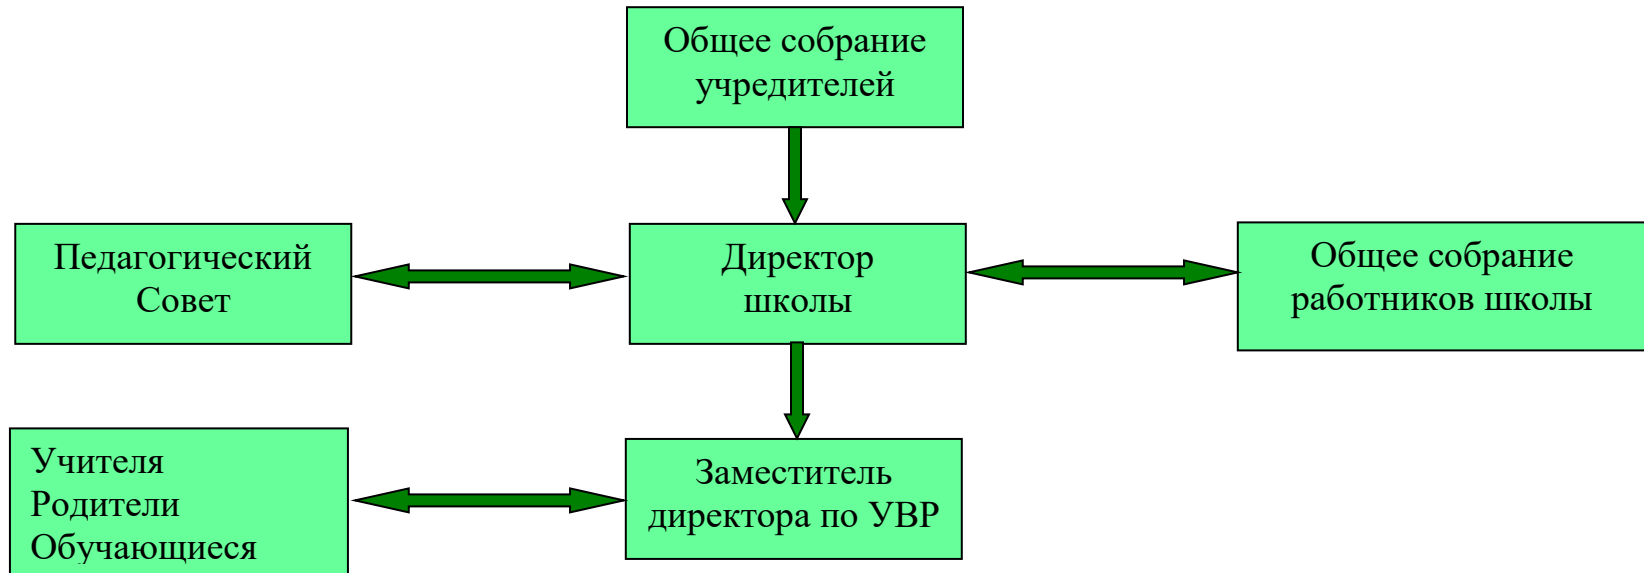 Общее собрание
учредителей
Педагогический
Совет
Директор
школы
Общее собрание
работников школы
Учителя
Родители
Обучающиеся
Заместитель
директора по УВР